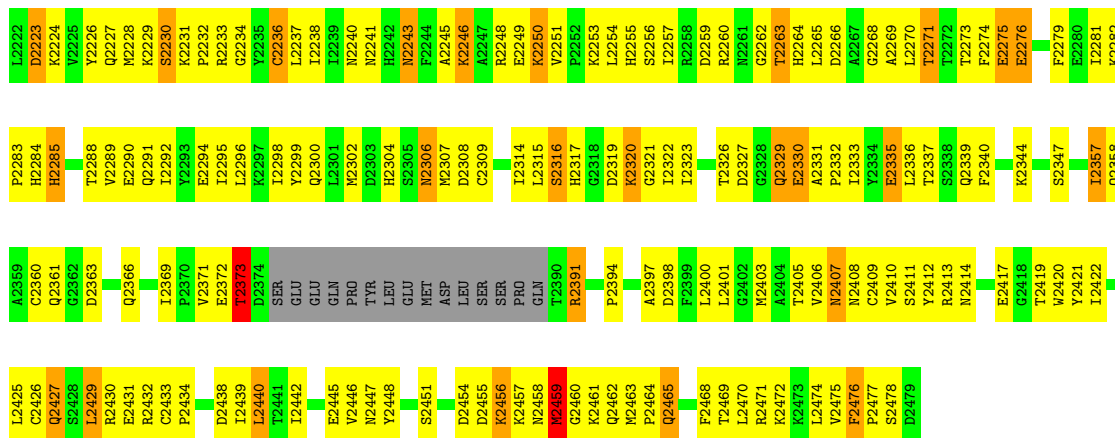 L2222 D2223 K2224 V2225 Y2226 Q2227 M2228 K2229 S2230 K2231 P2232 R2233 G2234 Y2235 C2236 L2237 I2238 I2239 N2240 N2241 H2242 N2243 F2244 A2245 K2246 A2247 R2248 E2249 K2250 V2251 P2252 K2253 L2254 H2255 S2256 I2257 R2258 D2259 R2260 N2261 G2262 T2263 H2264 L2265 D2266 A2267 G2268 A2269 L2270 T2271 T2272 T2273 F2274 E2275 E2276 F2279 E2280 I2281
P2283 H2284 H2285 T2288 V2289 E2290 Q2291 I2292 Y2293 E2294 I2295 L2296 K2297 I2298 Y2299 Q2300 L2301 M2302 D2303 H2304 S2305 N2306 M2307 D2308 C2309 I2314 L2315 S2316 H2317 G2318 D2319 K2320 G2321 I2322 I2323 T2326 D2327 G2328 Q2329 E2330 A2331 P2332 I2333 Y2334 E2335 L2336 T2337 S2338 Q2339 F2340 K2344 S2347 I2357
A2359 C2360 Q2361 G2362 D2363 Q2366 I2369 P2370 V2371 E2372 T2373 D2374 SER GLU GLU GLN PRO TYR LEU GLU MET ASP LEU SER SER PRO GLN T2390 R2391 P2394 A2397 D2398 F2399 L2400 L2401 G2402 M2403 A2404 T2405 V2406 N2407 N2408 C2409 V2410 S2411 Y2412 R2413 N2414 E2417 G2418 T2419 W2420 Y2421 I2422
L2425 C2426 Q2427 S2428 L2429 R2430 E2431 R2432 C2433 P2434 D2438 I2439 L2440 T2441 I2442 E2445 V2446 N2447 Y2448 S2451 D2454 D2455 K2456 K2457 N2458 M2459 G2460 K2461 Q2462 M2463 P2464 Q2465 F2468 T2469 L2470 R2471 K2472 K2473 L2474 V2475 F2476 P2477 S2478 D2479